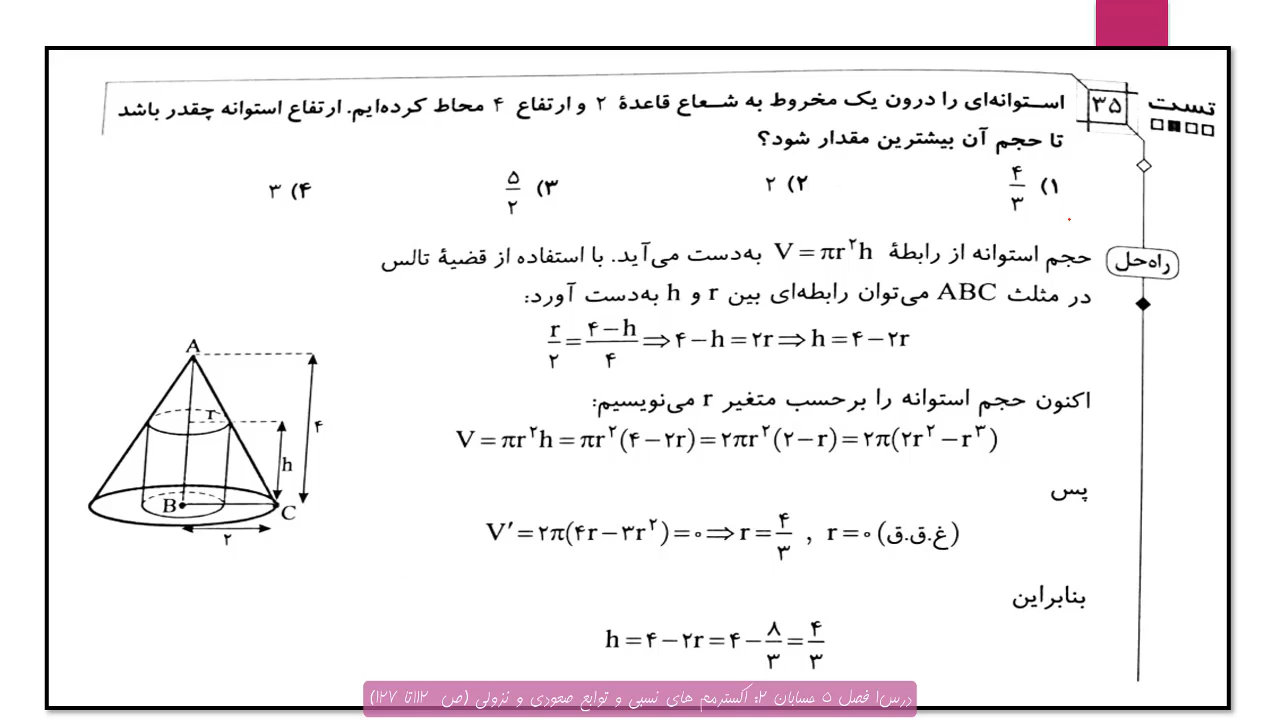 تست ۳۵
استوانه‌ای را درون یک مخروط به شعاع قاعدهٔ ۲ و ارتفاع ۴ محاط کرده‌ایم. ارتفاع استوانه چقدر باشد
تا حجم آن بیشترین مقدار شود؟
۱) ۴/۳ ۲) ۲ ۳) ۵/۲ ۴) ۳
راه‌حل
حجم استوانه از رابطهٔ V = πr²h به‌دست می‌آید. با استفاده از قضیهٔ تالس
در مثلث ABC می‌توان رابطه‌ای بین r و h به‌دست آورد:
r/۲ = (۴ − h)/۴ ⇒ ۴ − h = ۲r ⇒ h = ۴ − ۲r
اکنون حجم استوانه را برحسب متغیر r می‌نویسیم:
V = πr²h = πr²(۴ − ۲r) = ۲πr²(۲ − r) = ۲π(۲r² − r³)
پس
V′ = ۲π(۴r − ۳r²) = ۰ ⇒ r = ۴/۳ , r = ۰ (غ.ق.ق)
بنابراین
h = ۴ − ۲r = ۴ − ۸/۳ = ۴/۳
A
r
۴
h
B
C
۲
درس۱ فصل ۵ حسابان ۲: اکسترمم های نسبی و توابع صعودی و نزولی (ص ۱۱۲ تا ۱۲۷)